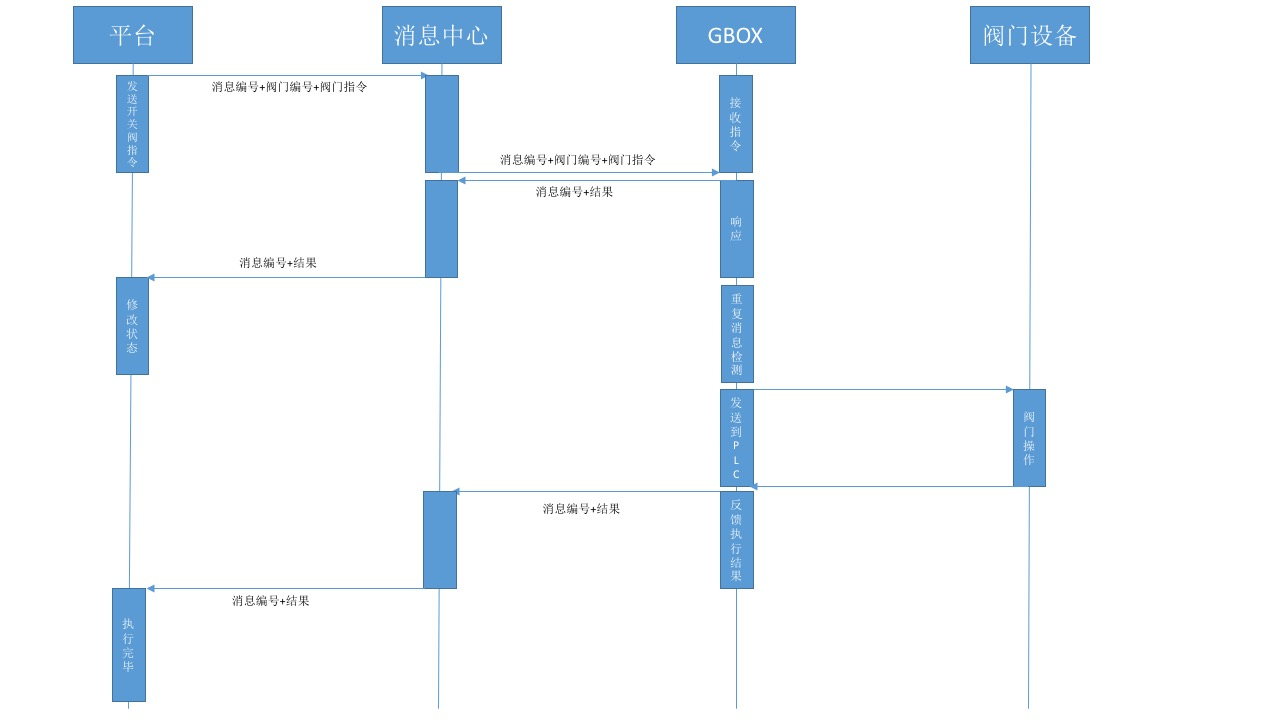 平台
消息中心
GBOX
阀门设备
发送开关阀指令
消息编号+阀门编号+阀门指令
接收指令
消息编号+阀门编号+阀门指令
消息编号+结果
响应
消息编号+结果
修改状态
重复消息检测
发送到PLC
阀门操作
消息编号+结果
反馈执行结果
消息编号+结果
执行完毕